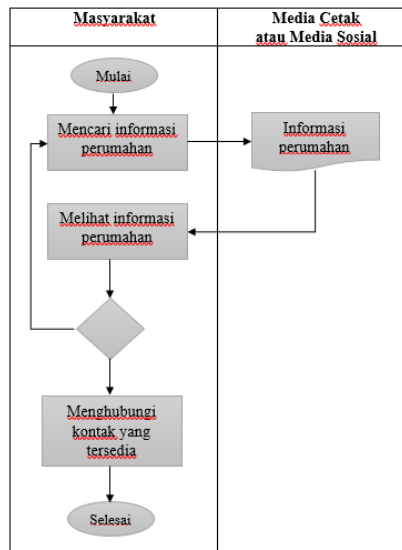 Masyarakat
Media Cetak
atau Media Sosial
Mulai
Mencari informasi
perumahan
Informasi
perumahan
Melihat informasi
perumahan
Menghubungi
kontak yang
tersedia
Selesai